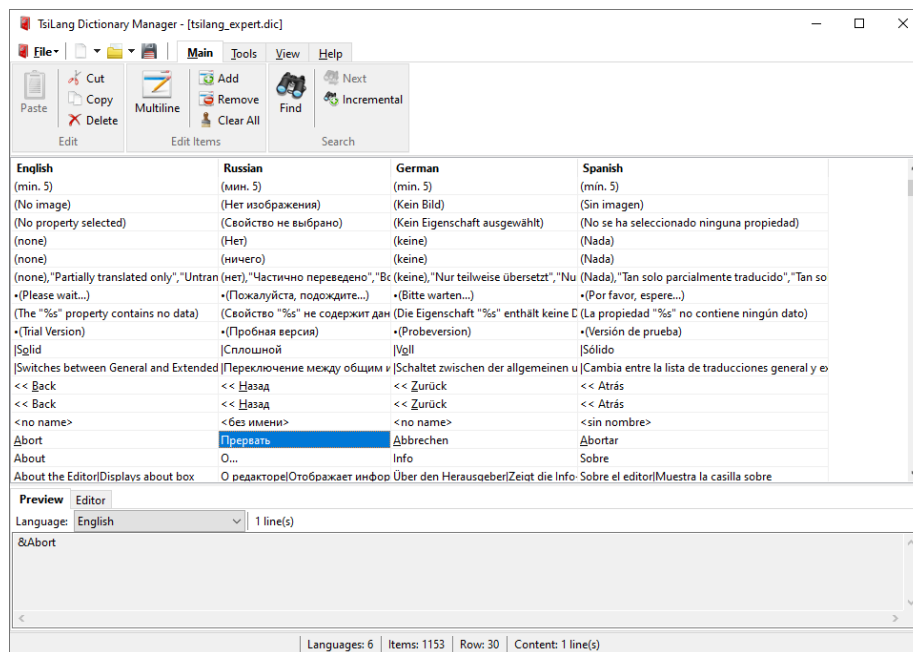 TsiLang Dictionary Manager - [tsilang_expert.dic]
File Main Tools View Help
Paste Cut Copy Delete Multiline Add Remove Clear All Find Next Incremental
Edit Edit Items Search
English Russian German Spanish
(min. 5) (мин. 5) (min. 5) (mín. 5)
(No image) (Нет изображения) (Kein Bild) (Sin imagen)
(No property selected) (Свойство не выбрано) (Kein Eigenschaft ausgewählt) (No se ha seleccionado ninguna propiedad)
(none) (Нет) (keine) (Nada)
(none) (ничего) (keine) (Nada)
(none),"Partially translated only","Untran (нет),"Частично переведено","Вс (keine),"Nur teilweise übersetzt","Nu (Nada),"Tan solo parcialmente traducido","Tan so
•(Please wait...) •(Пожалуйста, подождите...) •(Bitte warten...) •(Por favor, espere...)
(The "%s" property contains no data) (Свойство "%s" не содержит дан (Die Eigenschaft "%s" enthält keine D (La propiedad "%s" no contiene ningún dato)
•(Trial Version) •(Пробная версия) •(Probeversion) •(Versión de prueba)
|Solid |Сплошной |Voll |Sólido
|Switches between General and Extended |Переключение между общим и |Schaltet zwischen der allgemeinen u |Cambia entre la lista de traducciones general y ex
<< Back << Назад << Zurück << Atrás
<< Back << Назад << Zurück << Atrás
<no name> <без имени> <no name> <sin nombre>
Abort Прервать Abbrechen Abortar
About О... Info Sobre
About the Editor|Displays about box О редакторе|Отображает инфор Über den Herausgeber|Zeigt die Info- Sobre el editor|Muestra la casilla sobre
Preview Editor
Language: English 1 line(s)
&Abort
Languages: 6 Items: 1153 Row: 30 Content: 1 line(s)